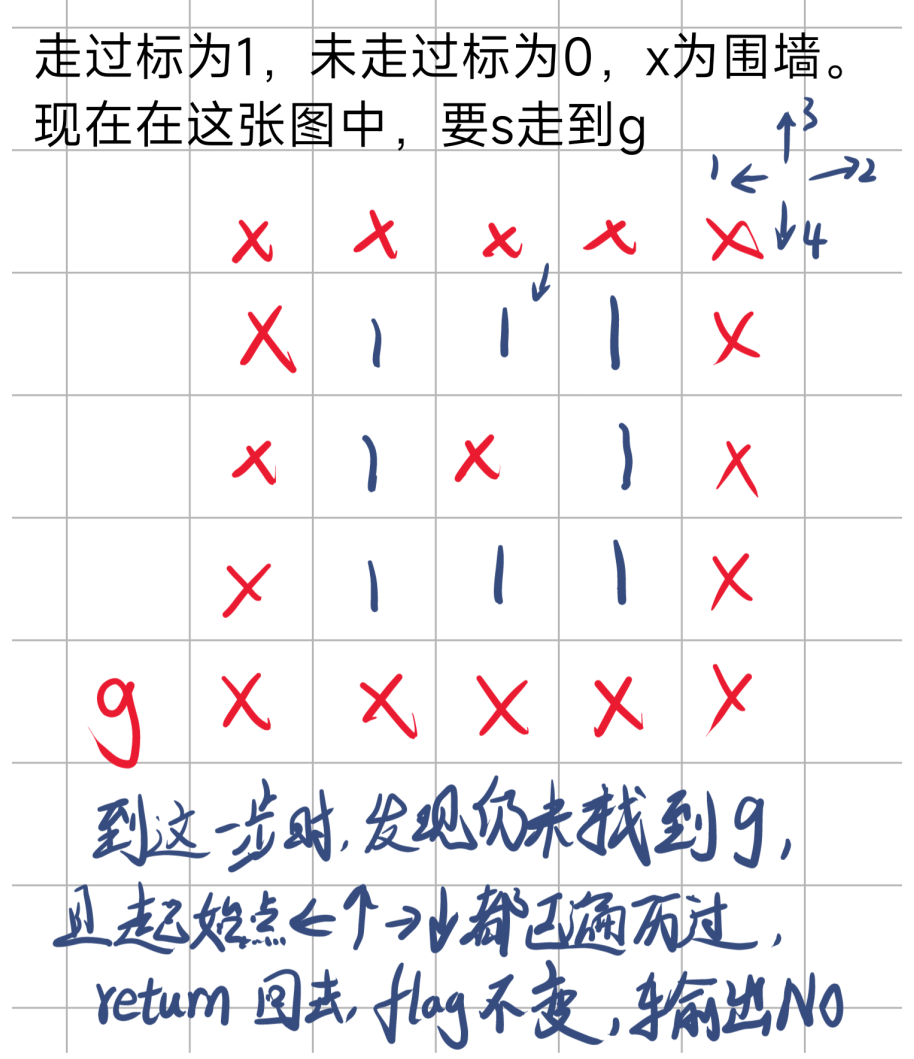 走过标为1，未走过标为0，x为围墙。
现在在这张图中，要s走到g
↑3
1← →2
x x x x x ↓4
↓
x 1 1 1 x
x 1 x 1 x
x 1 1 1 x
g x x x x x
到这一步时,发现仍未找到g,
且起始点←↑→↓都已遍历过,
return 回去,flag不变,输出NO